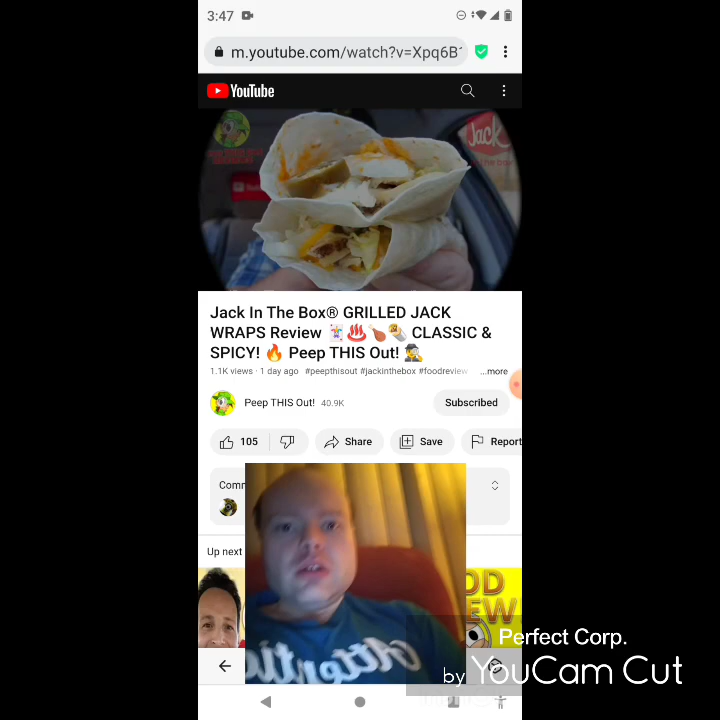 3:47
m.youtube.com/watch?v=Xpq6B
YouTube
Jack
Jack In The Box® GRILLED JACK
WRAPS Review 🃏♨️🍗🌯 CLASSIC &
SPICY! 🔥 Peep THIS Out! 🕵️
1.1K views · 1 day ago #peepthisout #jackinthebox #foodreview ...more
Peep THIS Out! 40.9K Subscribed
105 Share Save Report
Comm
Up next
Attenti
Perfect Corp.
by YouCam Cut